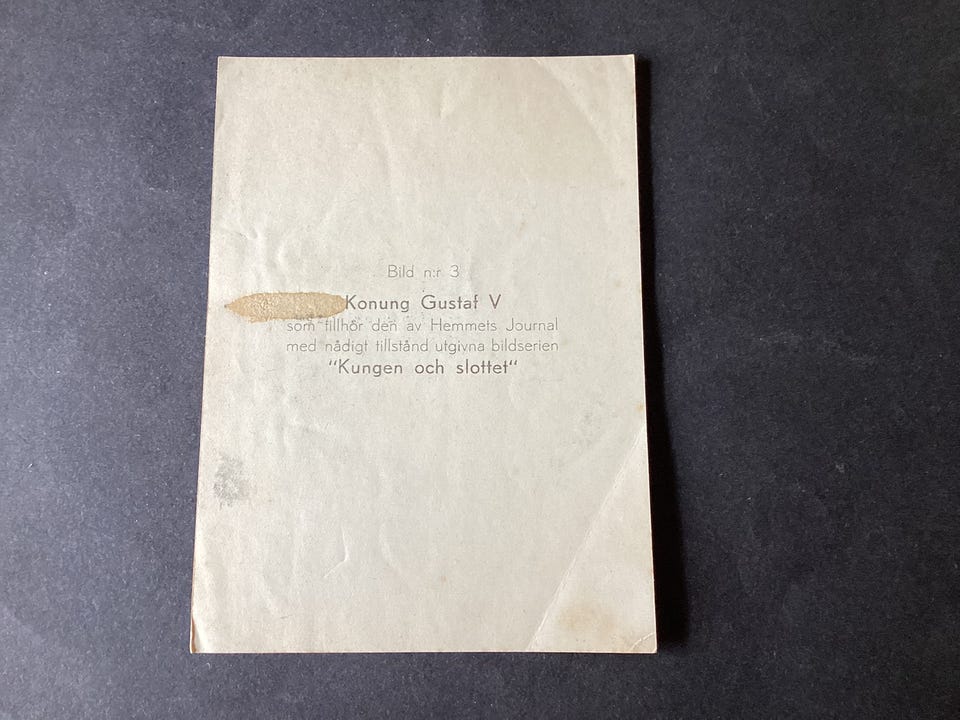 Bild n:r 3
Konung Gustaf V
som tillhör den av Hemmets Journal
med nådigt tillstånd utgivna bildserien
“Kungen och slottet“